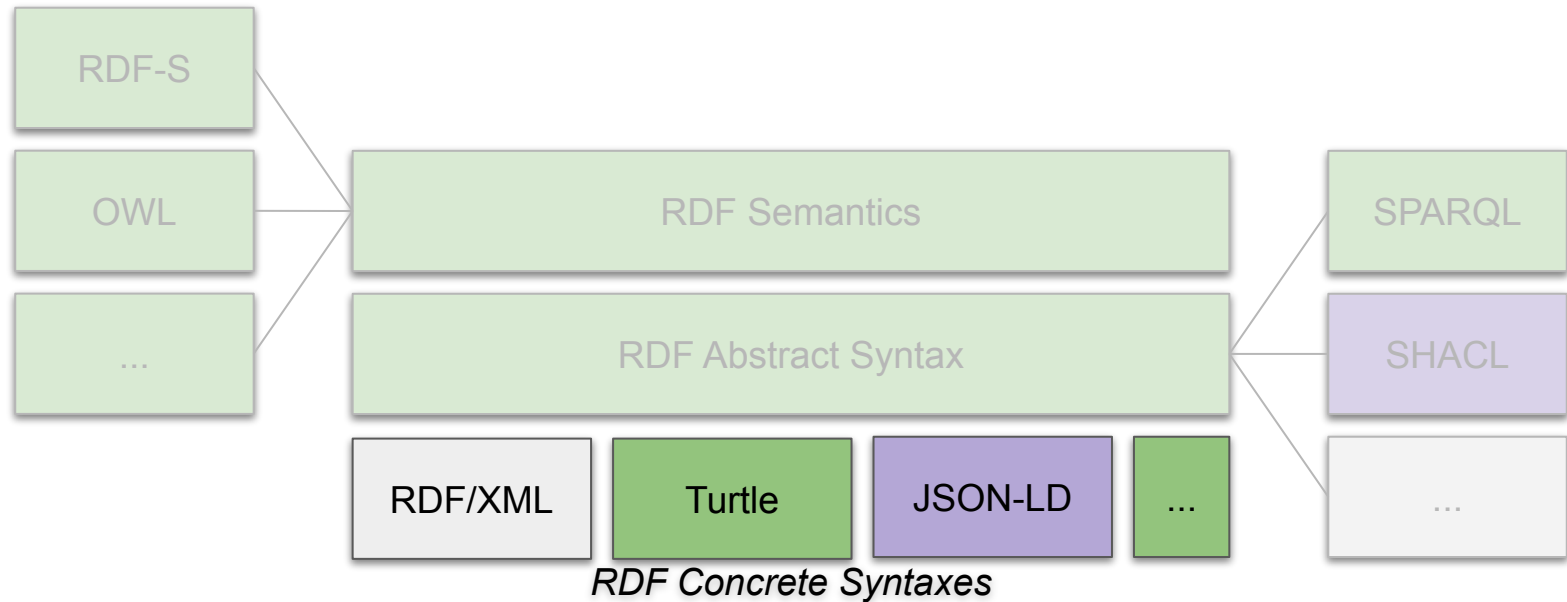 RDF-S
OWL
...
RDF Semantics
RDF Abstract Syntax
SPARQL
SHACL
...
RDF/XML
Turtle
JSON-LD
...
RDF Concrete Syntaxes